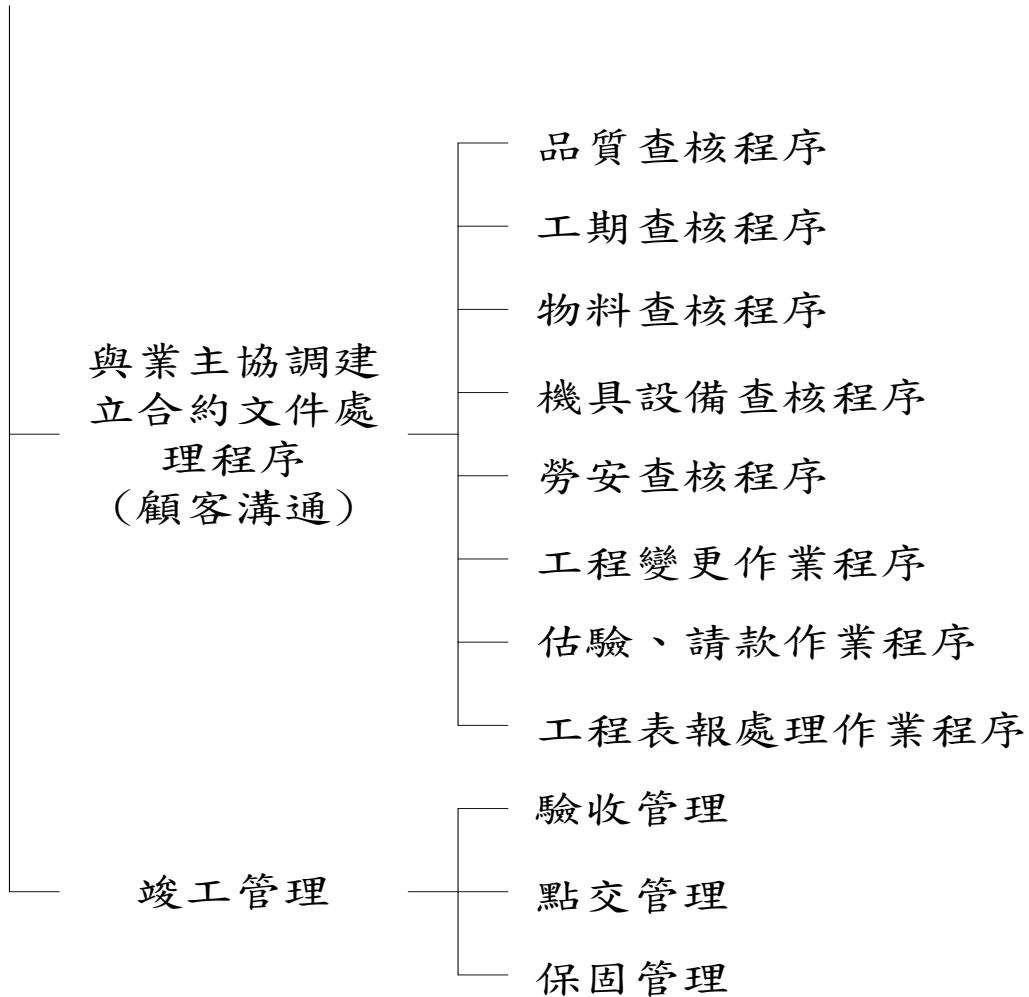 與業主協調建
立合約文件處
理程序
（顧客溝通）
品質查核程序
工期查核程序
物料查核程序
機具設備查核程序
勞安查核程序
工程變更作業程序
估驗、請款作業程序
工程表報處理作業程序
竣工管理
驗收管理
點交管理
保固管理